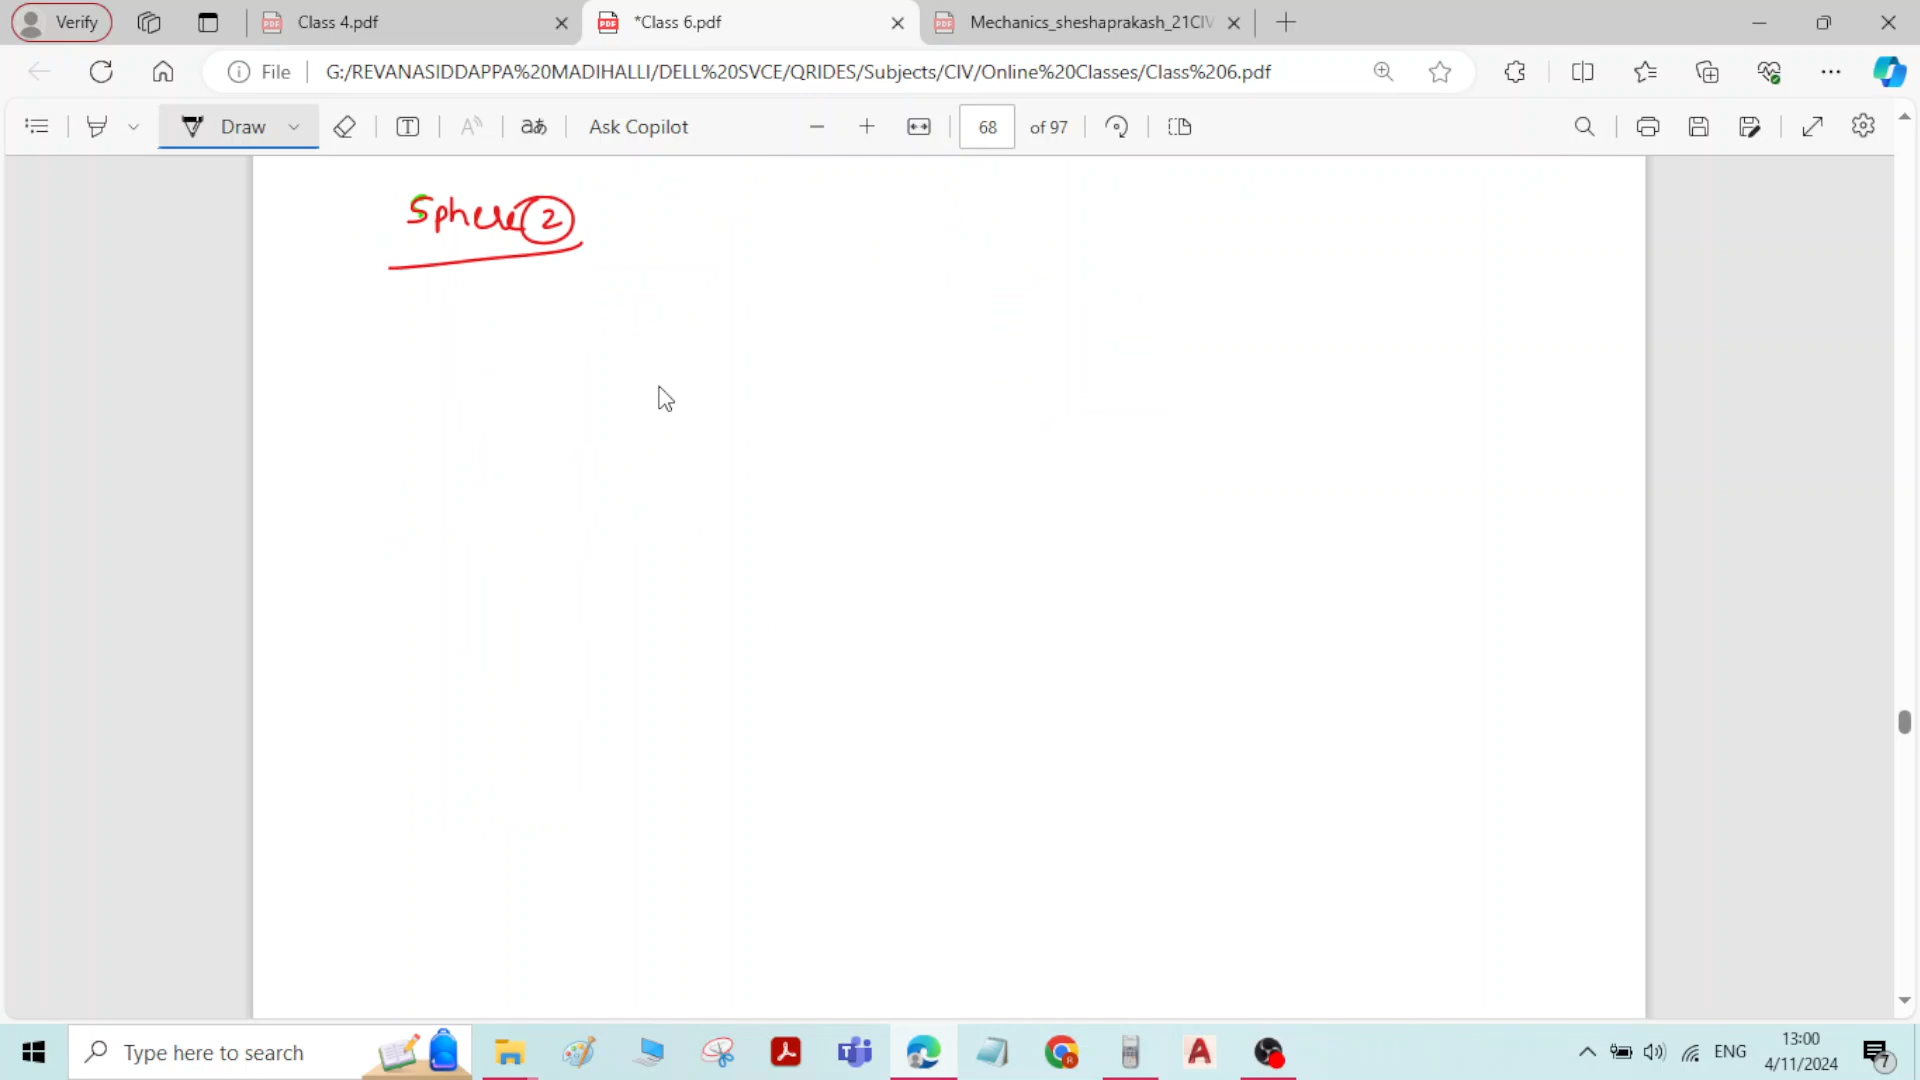 Verify
Class 4.pdf
*Class 6.pdf
Mechanics_sheshaprakash_21CIV
File
G:/REVANASIDDAPPA%20MADIHALLI/DELL%20SVCE/QRIDES/Subjects/CIV/Online%20Classes/Class%206.pdf
Draw
Ask Copilot
68 of 97
Sphere 2
Type here to search
ENG
13:00
4/11/2024
7